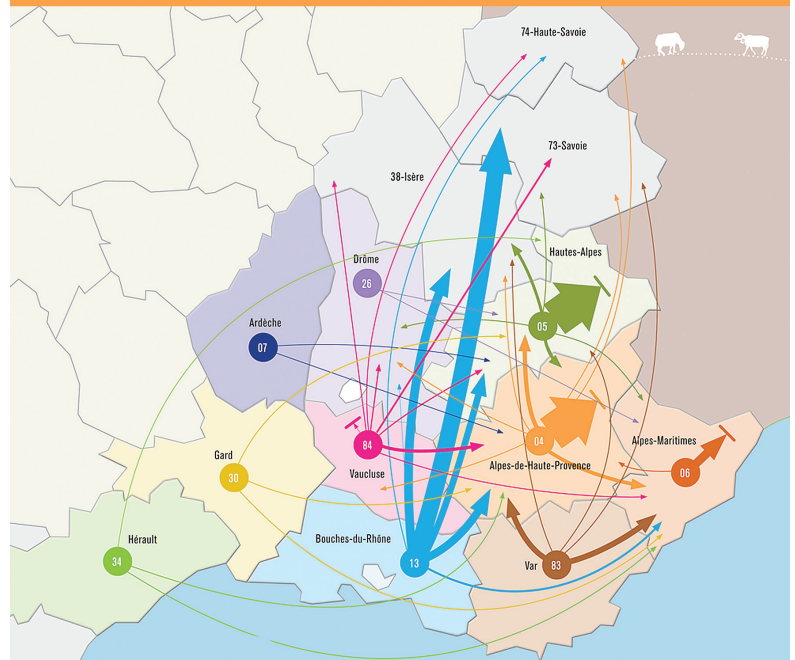 74-Haute-Savoie
73-Savoie
38-Isère
Hautes-Alpes
Drôme
26
05
Ardèche
07
84
04
Alpes-Maritimes
Gard
Vaucluse
Alpes-de-Haute-Provence
06
30
Hérault
Bouches-du-Rhône
34
13
Var
83